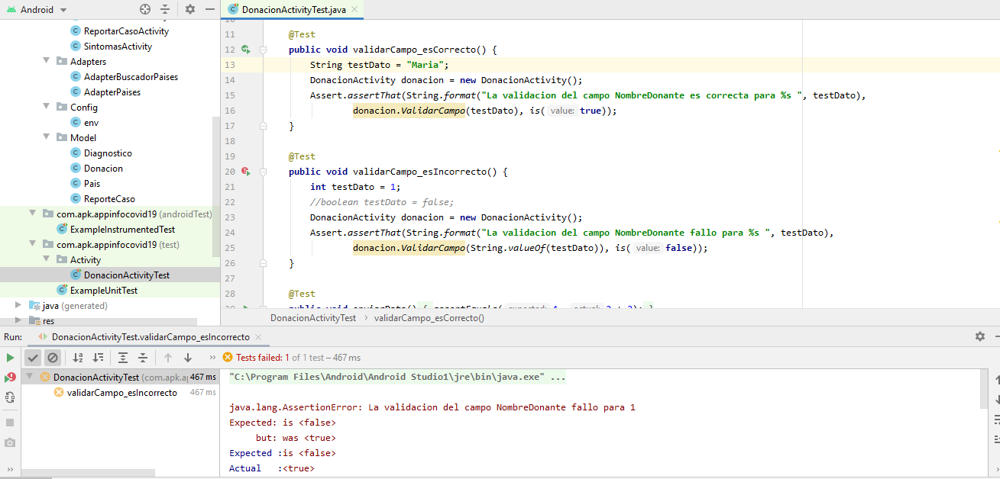 Android
DonacionActivityTest.java
ReportarCasoActivity
SintomasActivity
Adapters
AdapterBuscadorPaises
AdapterPaises
Config
env
Model
Diagnostico
Donacion
Pais
ReporteCaso
com.apk.appinfocovid19 (androidTest)
ExampleInstrumentedTest
com.apk.appinfocovid19 (test)
Activity
DonacionActivityTest
ExampleUnitTest
java (generated)
res
11 @Test
12 public void validarCampo_esCorrecto() {
13 String testDato = "Maria";
14 DonacionActivity donacion = new DonacionActivity();
15 Assert.assertThat(String.format("La validacion del campo NombreDonante es correcta para %s ", testDato),
16 donacion.ValidarCampo(testDato), is( value: true));
17 }
18
19 @Test
20 public void validarCampo_esIncorrecto() {
21 int testDato = 1;
22 //boolean testDato = false;
23 DonacionActivity donacion = new DonacionActivity();
24 Assert.assertThat(String.format("La validacion del campo NombreDonante fallo para %s ", testDato),
25 donacion.ValidarCampo(String.valueOf(testDato)), is( value: false));
26 }
27
28 @Test
DonacionActivityTest › validarCampo_esCorrecto()
Run: DonacionActivityTest.validarCampo_esIncorrecto
Tests failed: 1 of 1 test – 467 ms
DonacionActivityTest (com.apk.a 467 ms
validarCampo_esIncorrecto 467 ms
"C:\Program Files\Android\Android Studio1\jre\bin\java.exe" ...
java.lang.AssertionError: La validacion del campo NombreDonante fallo para 1
Expected: is <false>
but: was <true>
Expected :is <false>
Actual :<true>